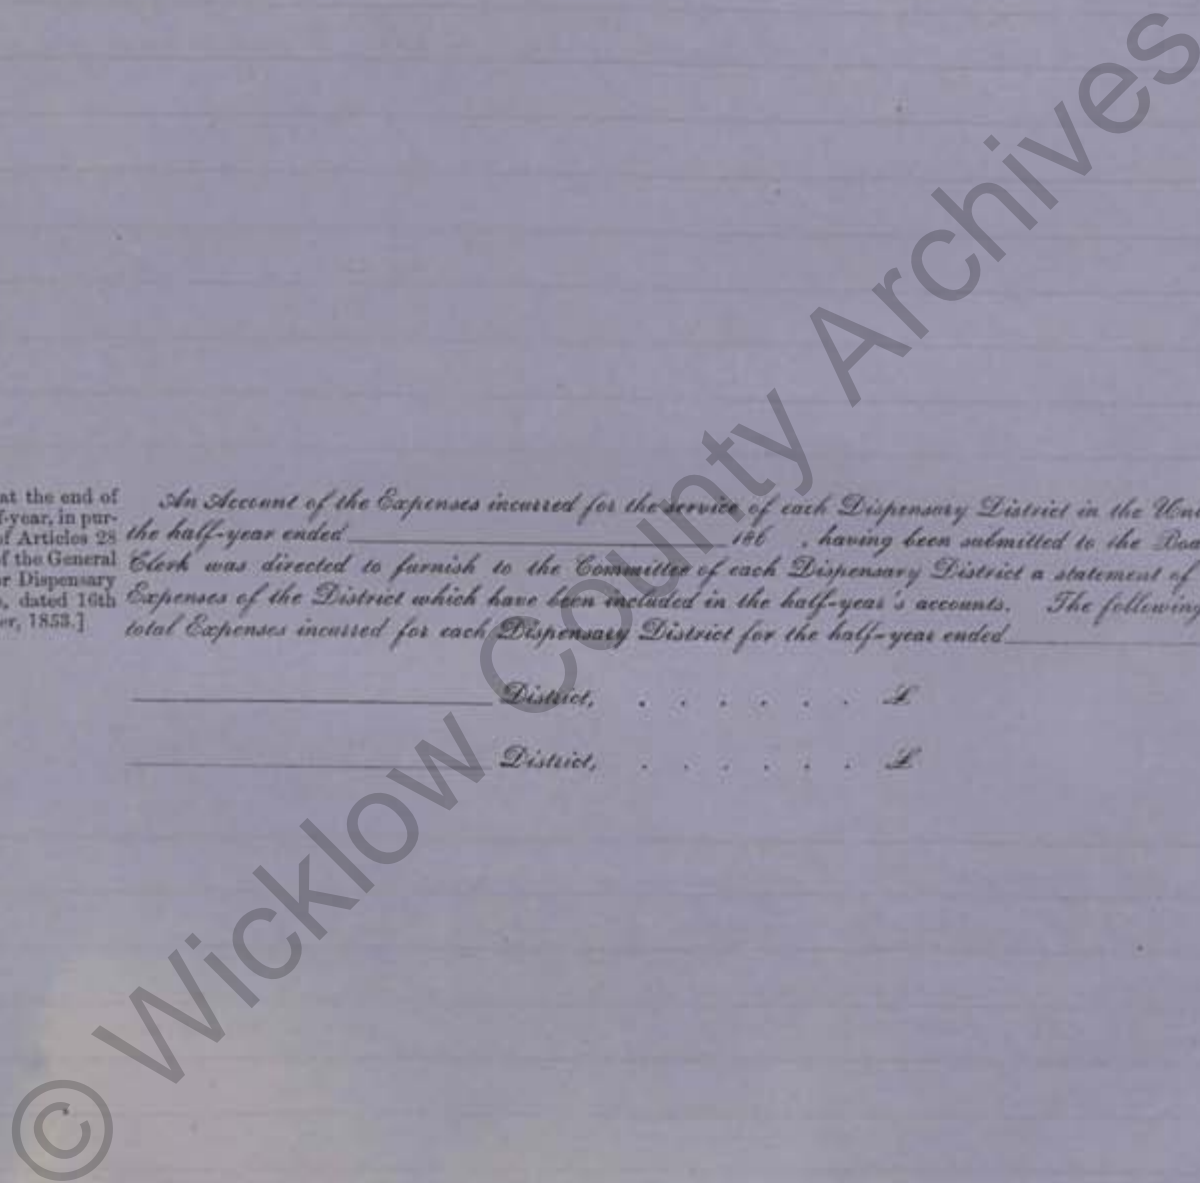 at the end of
f-year, in pur-
of Articles 28
of the General
r Dispensary
s, dated 16th
er, 1853.]
An Account of the Expenses incurred for the service of each Dispensary District in the Uni
the half-year ended 186 , having been submitted to the Boa
Clerk was directed to furnish to the Committee of each Dispensary District a statement of
Expenses of the District which have been included in the half-year's accounts. The following
total Expenses incurred for each Dispensary District for the half-year ended
District, . . . . . . £
District, . . . . . . £
© Wicklow County Archives